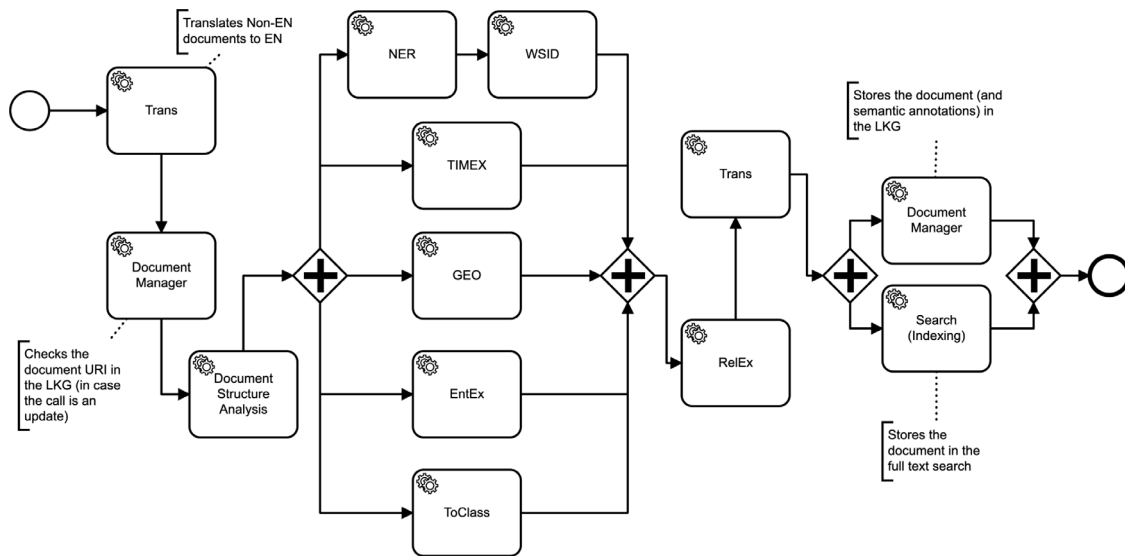 Translates Non-EN
documents to EN
Trans
Document
Manager
Checks the
document URI in
the LKG (in case
the call is an
update)
Document
Structure
Analysis
NER
WSID
TIMEX
GEO
EntEx
ToClass
RelEx
Trans
Stores the document (and
semantic annotations) in
the LKG
Document
Manager
Search
(Indexing)
Stores the
document in the
full text search